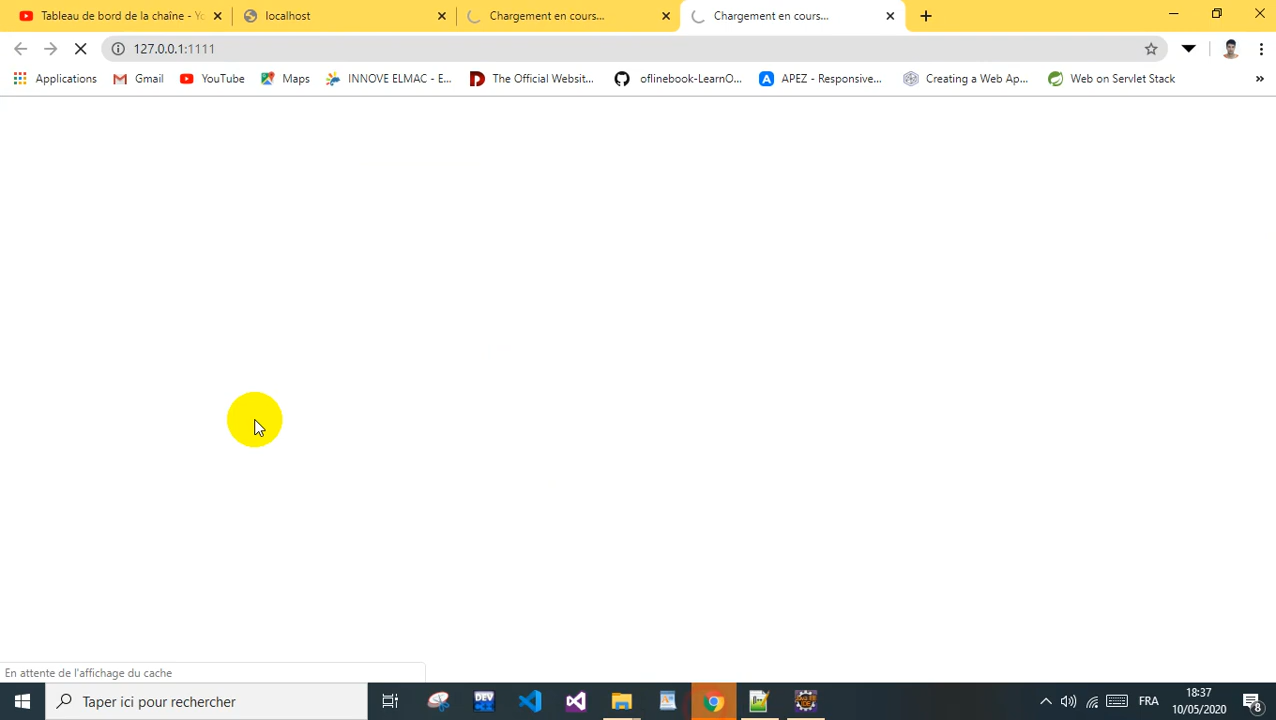 Tableau de bord de la chaîne - Yo
localhost
Chargement en cours...
Chargement en cours...
127.0.0.1:1111
Applications
Gmail
YouTube
Maps
INNOVE ELMAC - E...
The Official Websit...
oflinebook-LearnO...
APEZ - Responsive...
Creating a Web Ap...
Web on Servlet Stack
»
En attente de l'affichage du cache
Taper ici pour rechercher
FRA
18:37
10/05/2020
8